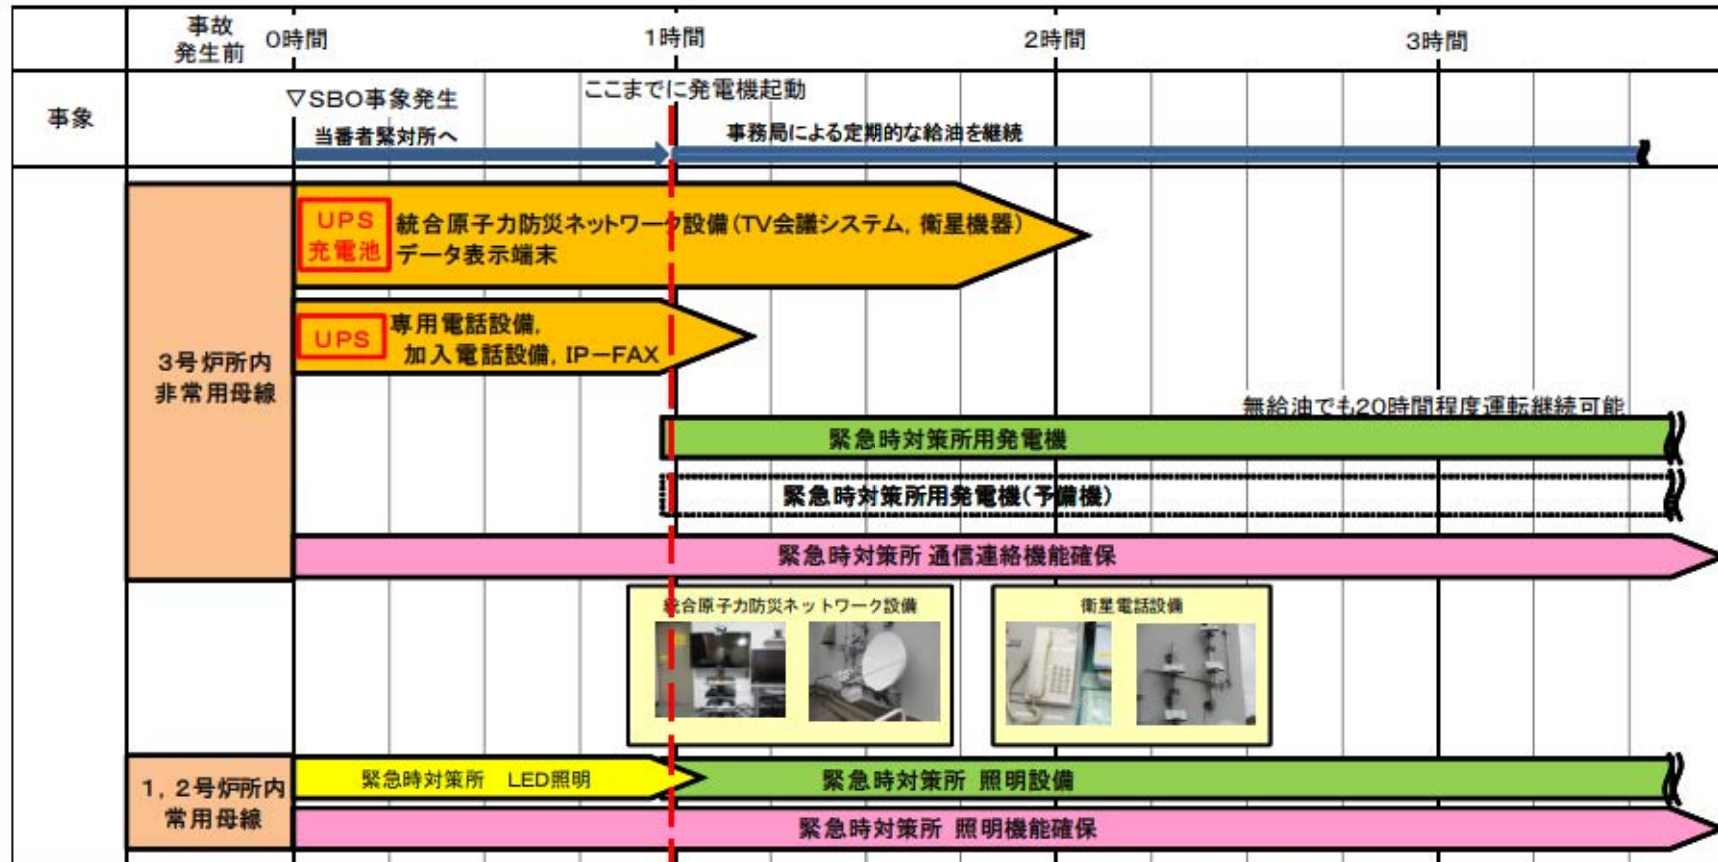 事故
発生前
0時間
1時間
2時間
3時間
事象
▽SBO事象発生
ここまでに発電機起動
当番者緊対所へ
事務局による定期的な給油を継続
3号炉所内
非常用母線
UPS
充電池
統合原子力防災ネットワーク設備(TV会議システム, 衛星機器)
データ表示端末
UPS
専用電話設備,
加入電話設備, IP-FAX
無給油でも20時間程度運転継続可能
緊急時対策所用発電機
緊急時対策所用発電機(予備機)
緊急時対策所 通信連絡機能確保
統合原子力防災ネットワーク設備
衛星電話設備
1, 2号炉所内
常用母線
緊急時対策所 LED照明
緊急時対策所 照明設備
緊急時対策所 照明機能確保